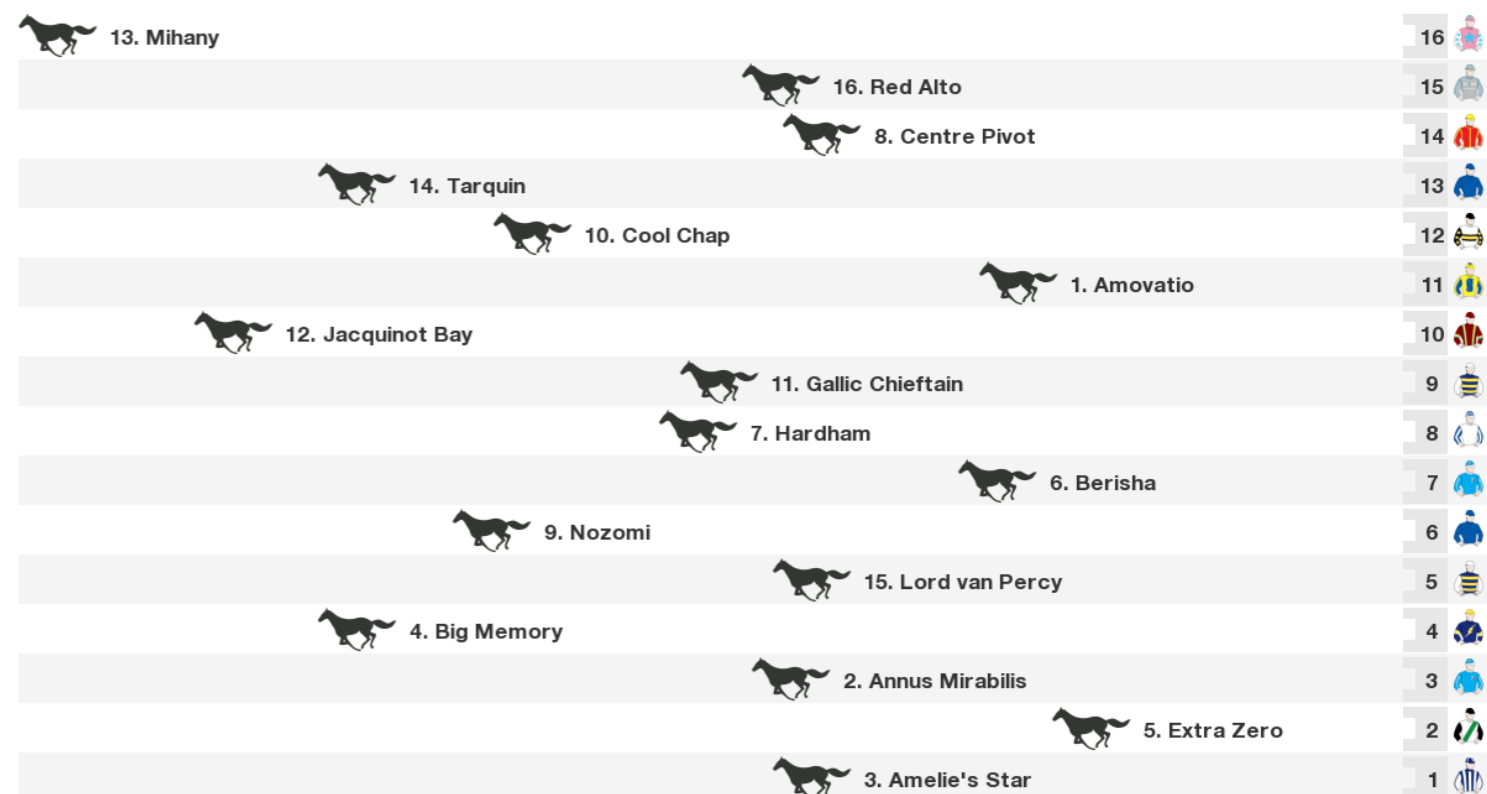 13. Mihany 16
16. Red Alto 15
8. Centre Pivot 14
14. Tarquin 13
10. Cool Chap 12
1. Amovatio 11
12. Jacquinot Bay 10
11. Gallic Chieftain 9
7. Hardham 8
6. Berisha 7
9. Nozomi 6
15. Lord van Percy 5
4. Big Memory 4
2. Annus Mirabilis 3
5. Extra Zero 2
3. Amelie's Star 1